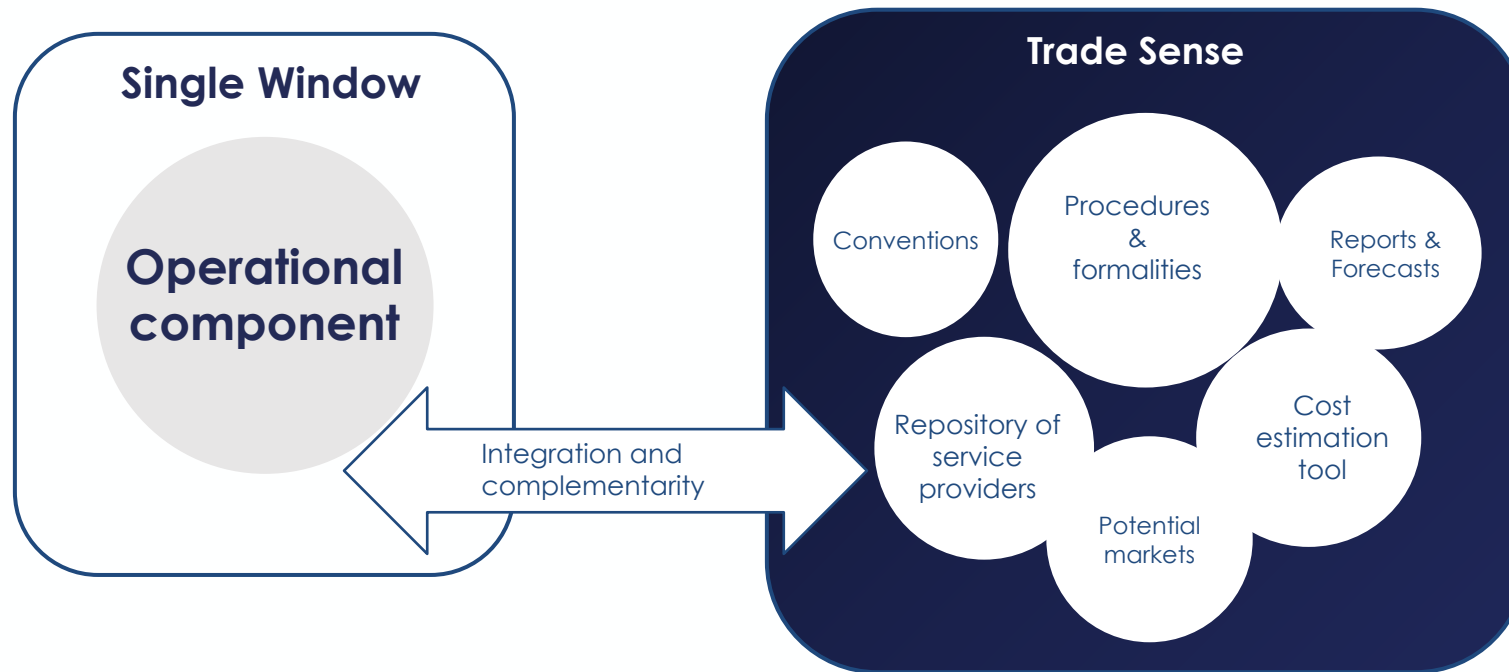 Single Window
Operational
component
Integration and
complementarity
Trade Sense
Conventions
Procedures
&
formalities
Reports &
Forecasts
Repository of
service
providers
Cost
estimation
tool
Potential
markets